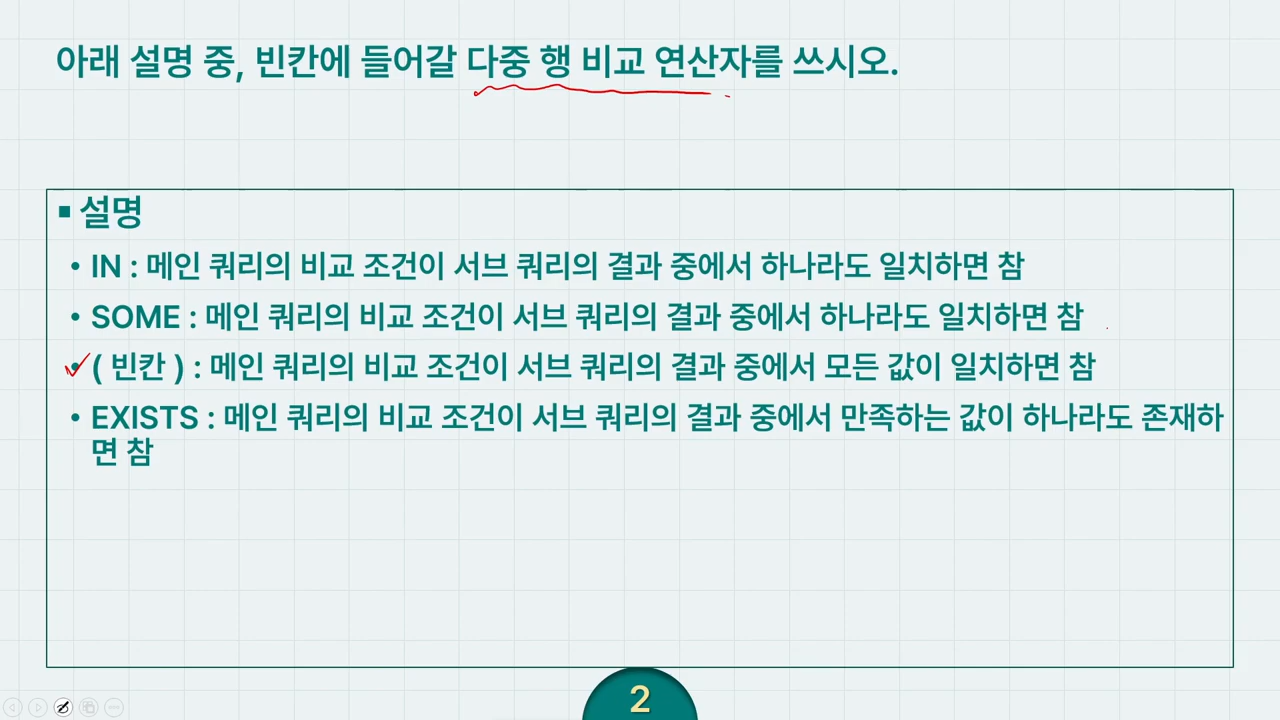 아래 설명 중, 빈칸에 들어갈 다중 행 비교 연산자를 쓰시오.
▪ 설명
• IN : 메인 쿼리의 비교 조건이 서브 쿼리의 결과 중에서 하나라도 일치하면 참
• SOME : 메인 쿼리의 비교 조건이 서브 쿼리의 결과 중에서 하나라도 일치하면 참
• ( 빈칸 ) : 메인 쿼리의 비교 조건이 서브 쿼리의 결과 중에서 모든 값이 일치하면 참
• EXISTS : 메인 쿼리의 비교 조건이 서브 쿼리의 결과 중에서 만족하는 값이 하나라도 존재하
면 참
2